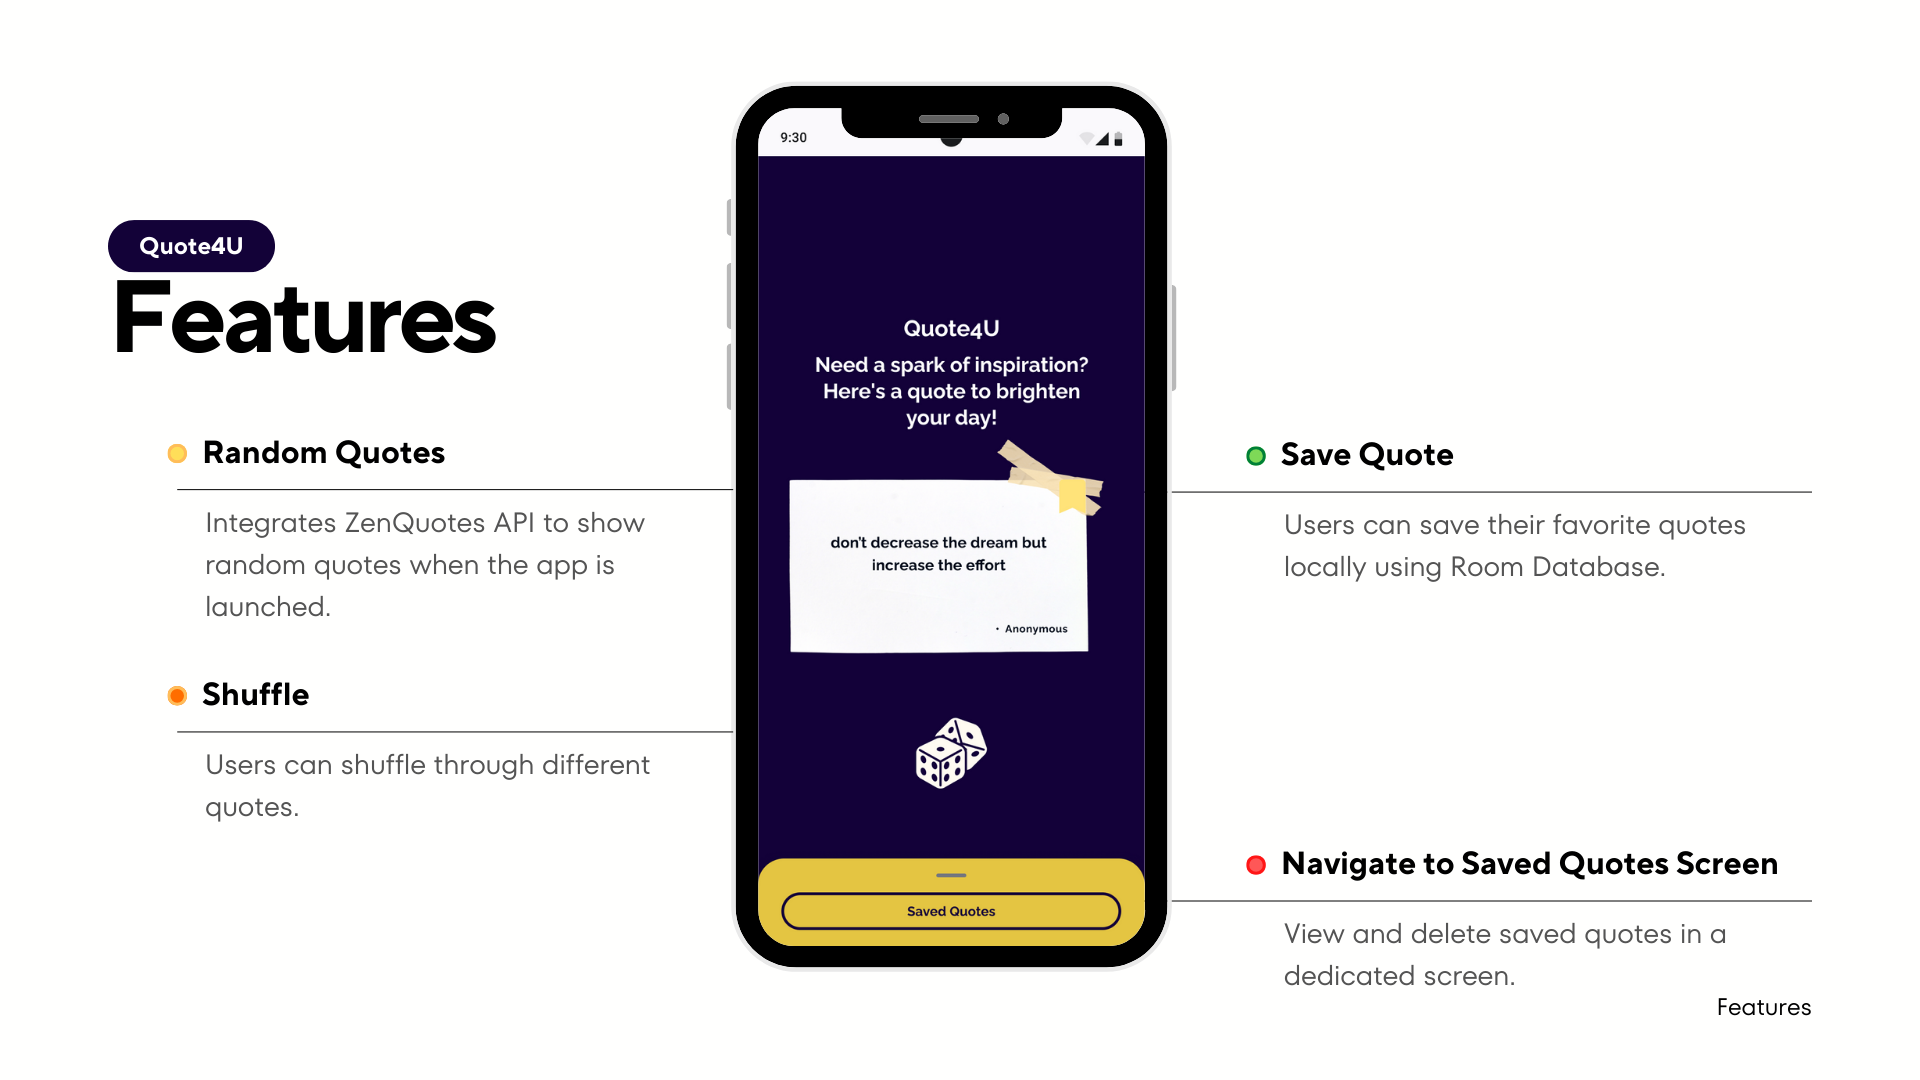 Quote4U
Features
Random Quotes
Integrates ZenQuotes API to show
random quotes when the app is
launched.
Shuffle
Users can shuffle through different
quotes.
9:30
Quote4U
Need a spark of inspiration?
Here's a quote to brighten
your day!
don't decrease the dream but
increase the effort
• Anonymous
Saved Quotes
Save Quote
Users can save their favorite quotes
locally using Room Database.
Navigate to Saved Quotes Screen
View and delete saved quotes in a
dedicated screen.
Features